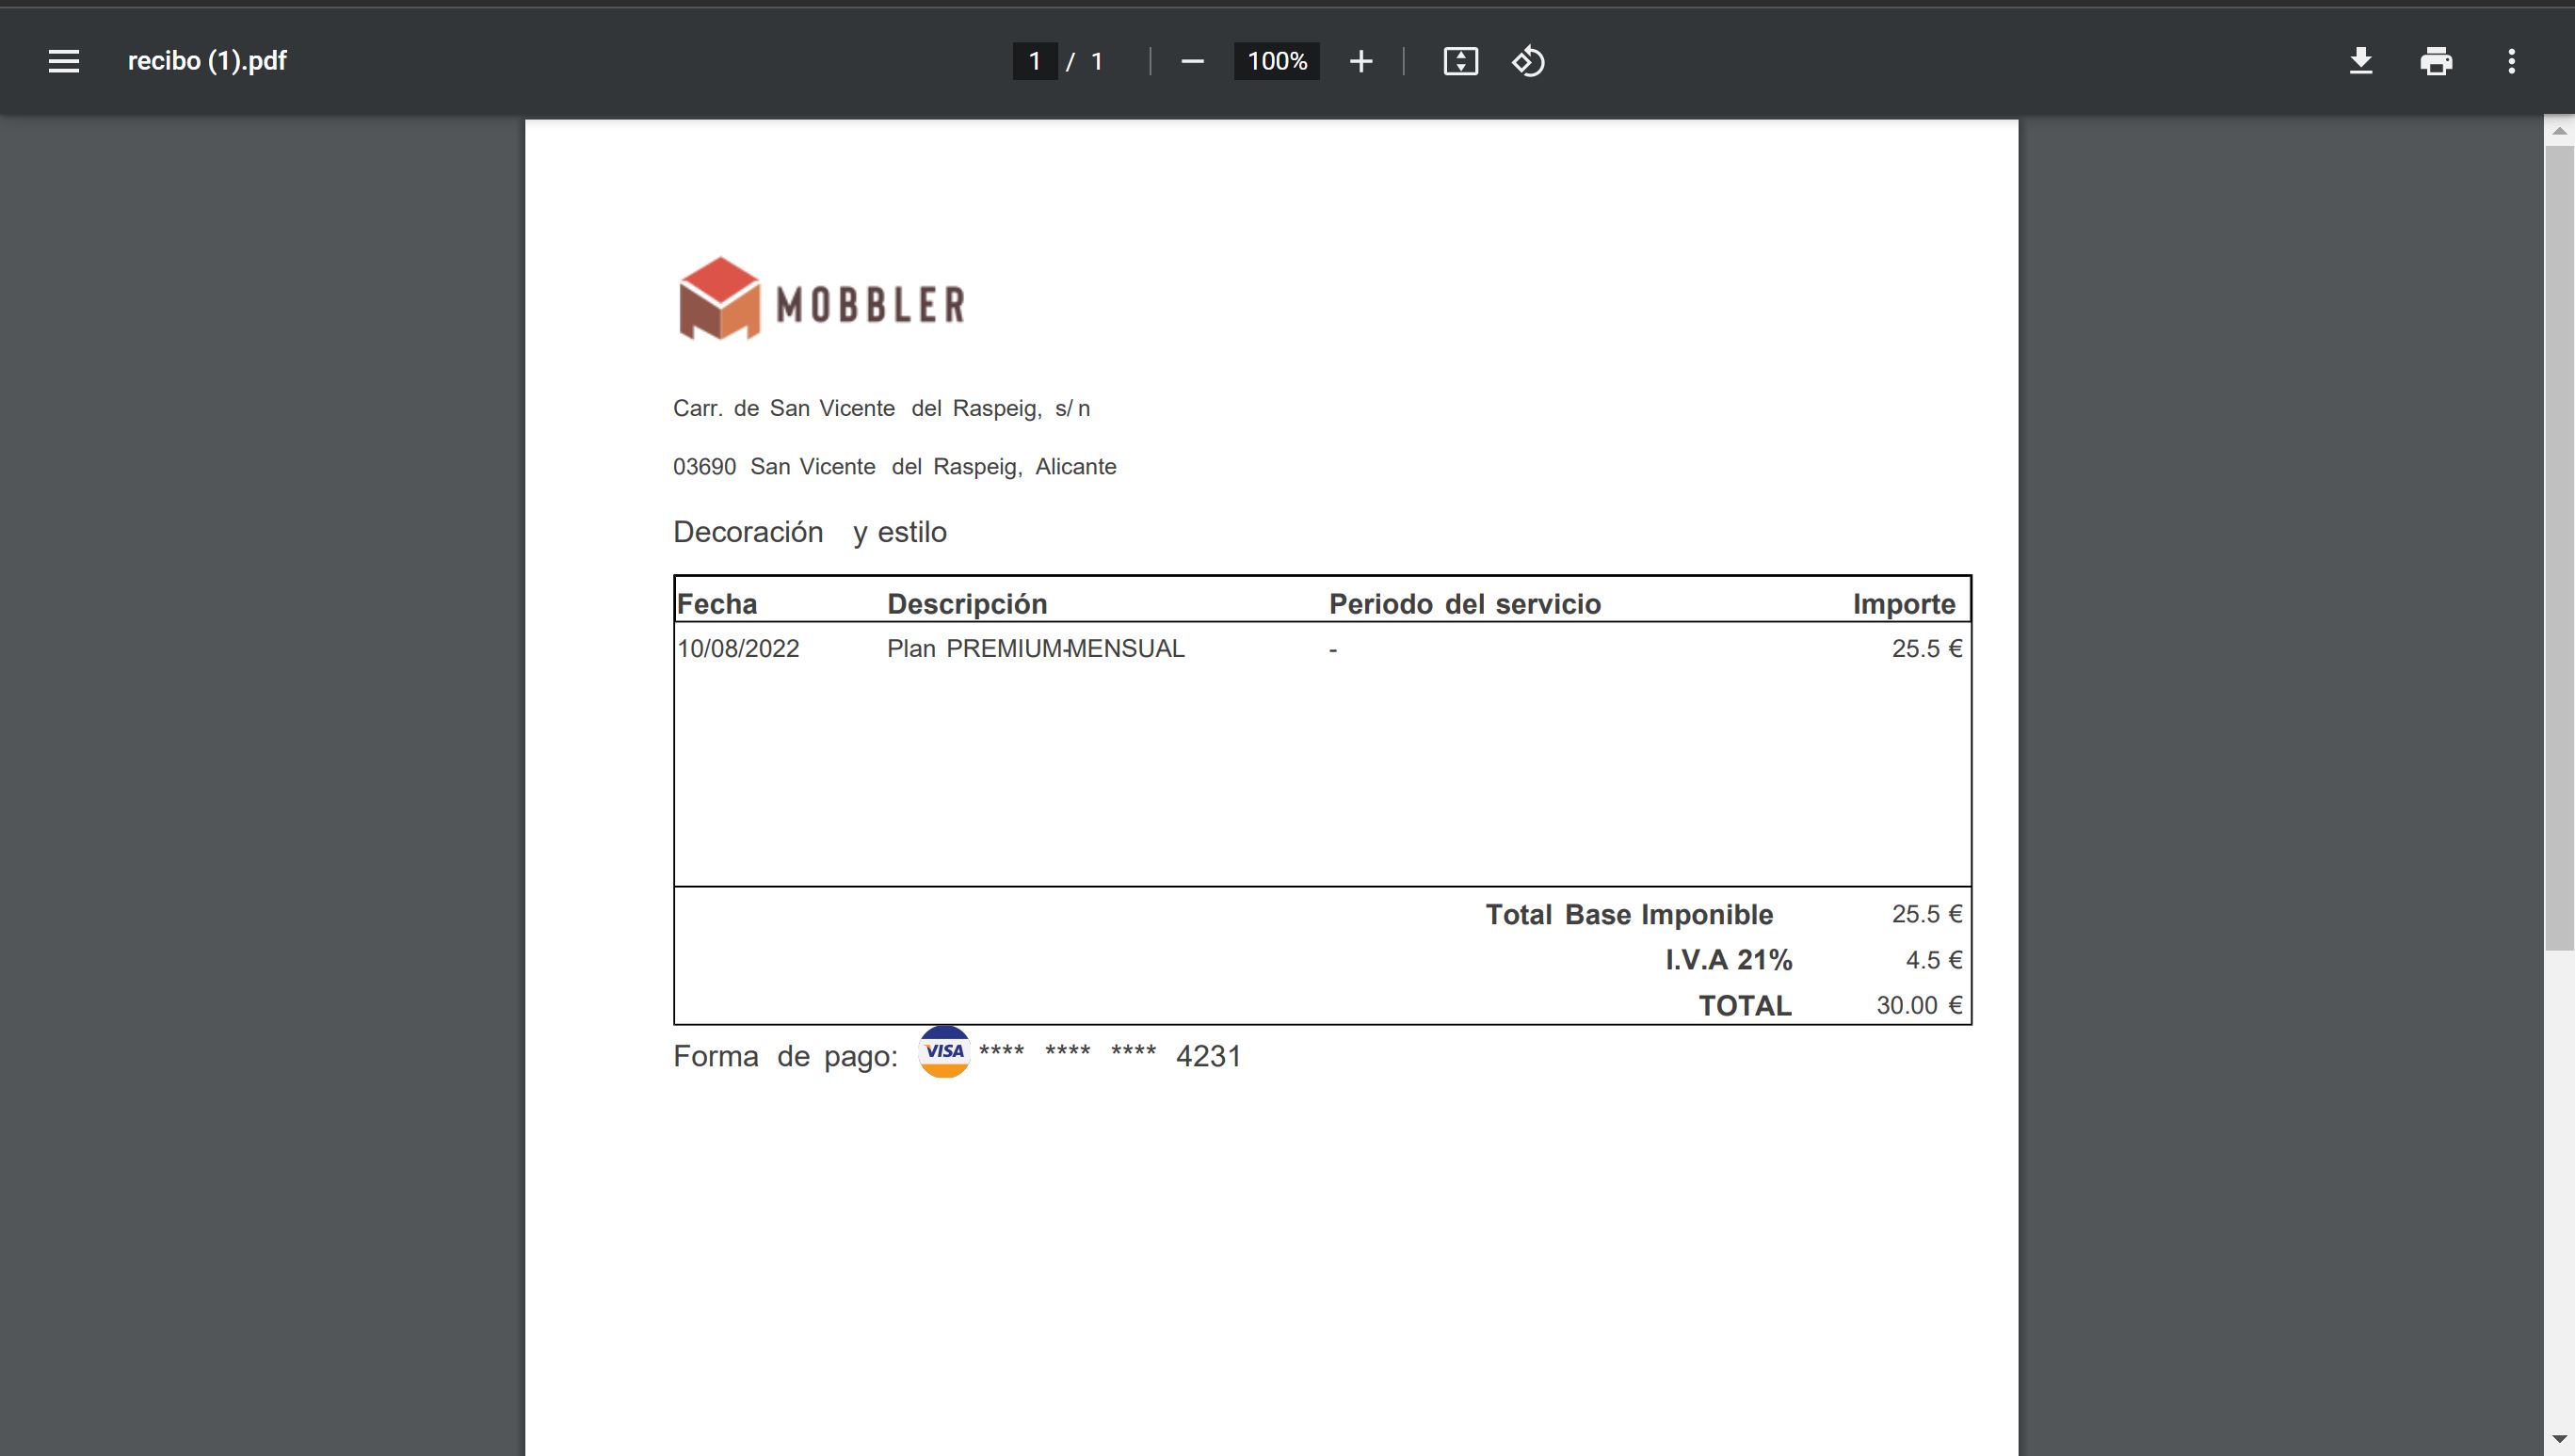 recibo (1).pdf
1 / 1
100%
MOBBLER
Carr. de San Vicente del Raspeig, s/n
03690 San Vicente del Raspeig, Alicante
Decoración y estilo
Fecha Descripción Periodo del servicio Importe
10/08/2022 Plan PREMIUM-MENSUAL - 25.5 €
Total Base Imponible 25.5 €
I.V.A 21% 4.5 €
TOTAL 30.00 €
Forma de pago: VISA **** **** **** 4231